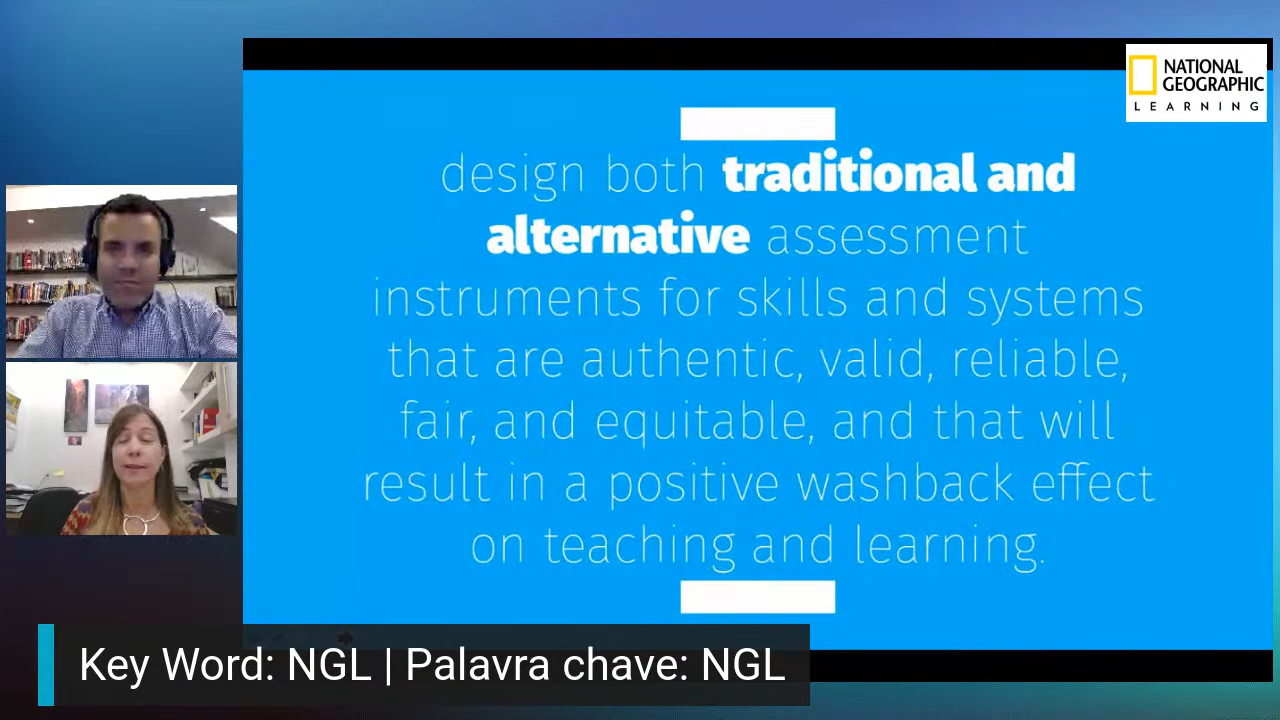 NATIONAL
GEOGRAPHIC
LEARNING
design both traditional and
alternative assessment
instruments for skills and systems
that are authentic, valid, reliable,
fair, and equitable, and that will
result in a positive washback effect
on teaching and learning.
Key Word: NGL | Palavra chave: NGL